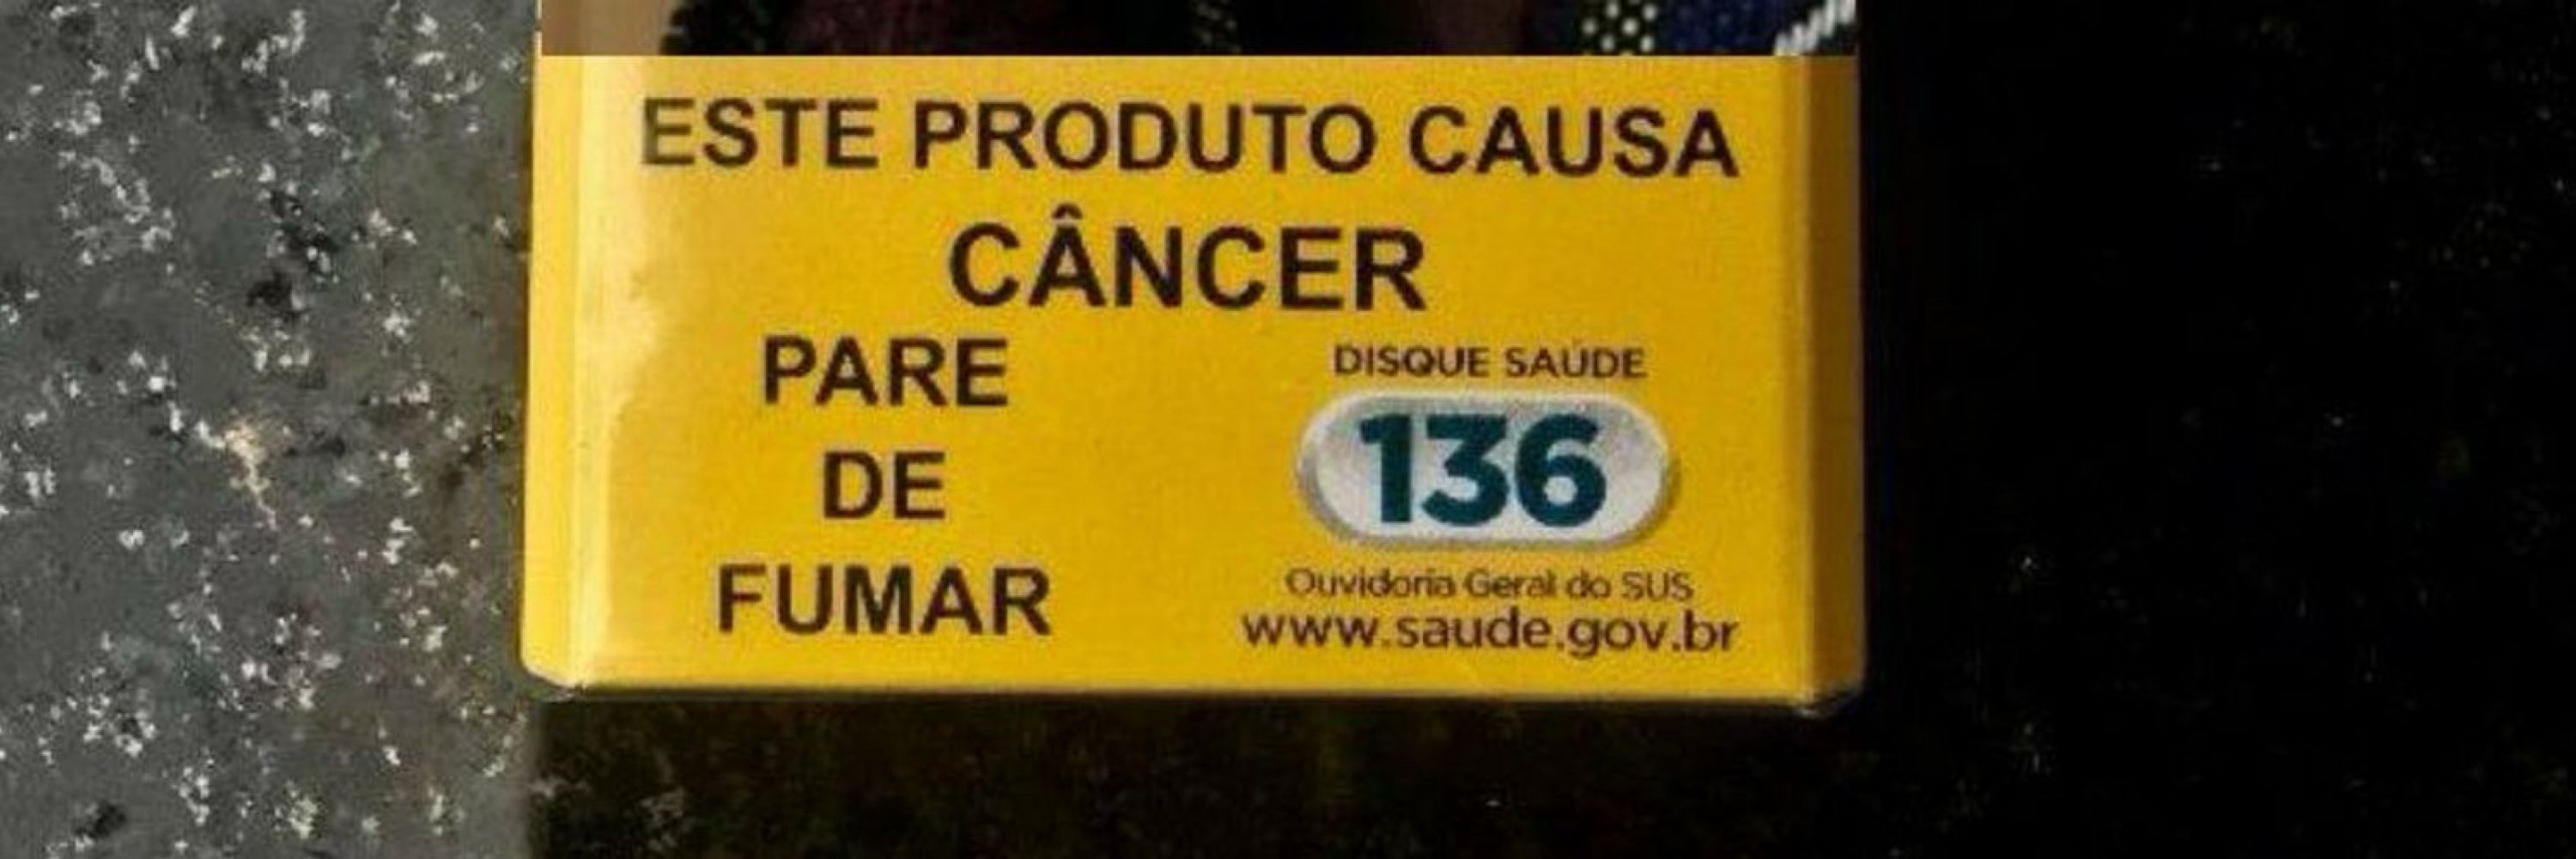 ESTE PRODUTO CAUSA
CÂNCER
PARE
DE
FUMAR
DISQUE SAÚDE
136
Ouvidoria Geral do SUS
www.saude.gov.br